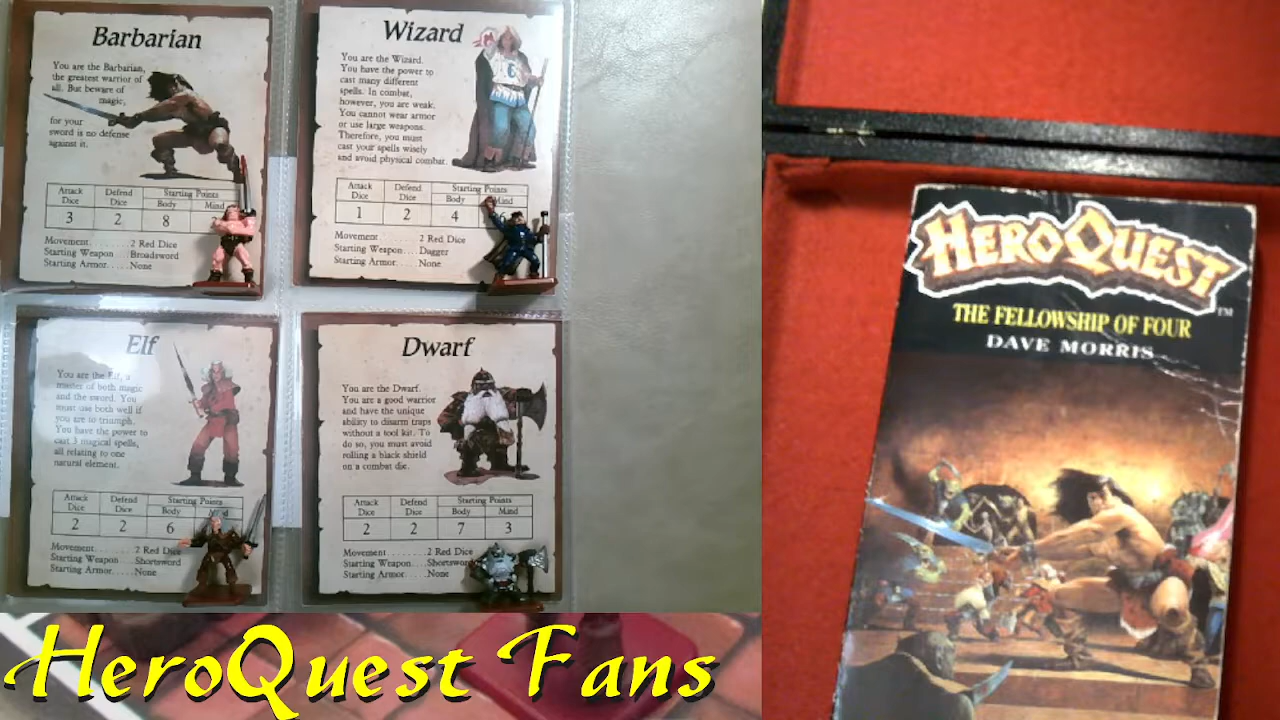 Barbarian
You are the Barbarian,
the greatest warrior of
all. But beware of
magic,
for your
sword is no defense
against it.
Attack Dice Defend Dice Starting Points
Body Mind
3 2 8
Movement ........ 2 Red Dice
Starting Weapon .. Broadsword
Starting Armor ..... None
Wizard
You are the Wizard.
You have the power to
cast many different
spells. In combat,
however, you are weak.
You cannot wear armor
or use large weapons.
Therefore, you must
cast your spells wisely
and avoid physical combat.
Attack Dice Defend Dice Starting Points
Body Mind
1 2 4
Movement ........ 2 Red Dice
Starting Weapon .. Dagger
Starting Armor ..... None
Elf
You are the Elf, a
master of both magic
and the sword. You
must use both well if
you are to triumph.
You have the power to
cast 3 magical spells,
all relating to one
natural element.
Attack Dice Defend Dice Starting Points
Body Mind
2 2 6
Movement ........ 2 Red Dice
Starting Weapon .. Shortsword
Starting Armor ..... None
Dwarf
You are the Dwarf.
You are a good warrior
and have the unique
ability to disarm traps
without a tool kit. To
do so, you must avoid
rolling a black shield
on a combat die.
Attack Dice Defend Dice Starting Points
Body Mind
2 2 7 3
Movement ........ 2 Red Dice
Starting Weapon .. Shortsword
Starting Armor ..... None
HeroQuest Fans
HEROQUEST TM
THE FELLOWSHIP OF FOUR
DAVE MORRIS